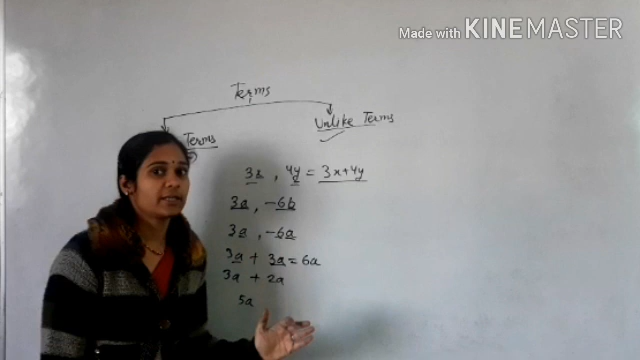 Made with KINEMASTER
Terms
Unlike Terms
Terms
3x , 4y = 3x+4y
3a , -6b
3a , -6a
3a + 3a = 6a
3a + 2a
5a